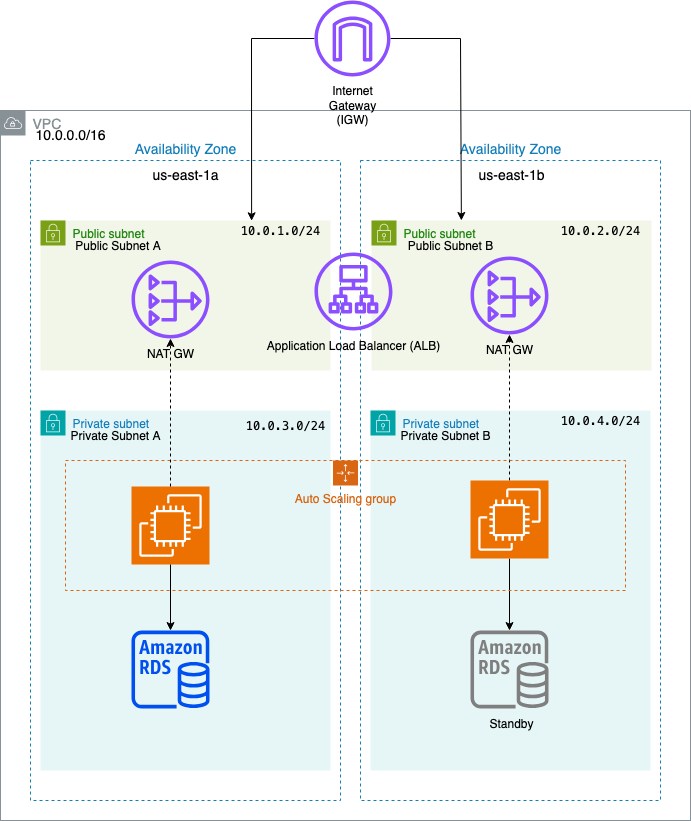 Internet
Gateway
(IGW)
VPC
10.0.0.0/16
Availability Zone
us-east-1a
Availability Zone
us-east-1b
Public subnet
Public Subnet A
10.0.1.0/24
Public subnet
Public Subnet B
10.0.2.0/24
NAT GW
Application Load Balancer (ALB)
NAT GW
Private subnet
Private Subnet A
10.0.3.0/24
Private subnet
Private Subnet B
10.0.4.0/24
Auto Scaling group
Amazon
RDS
Amazon
RDS
Standby